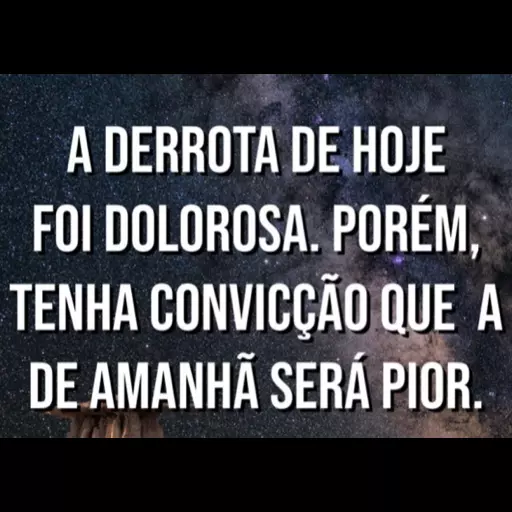 A DERROTA DE HOJE
FOI DOLOROSA. PORÉM,
TENHA CONVICÇÃO QUE A
DE AMANHÃ SERÁ PIOR.